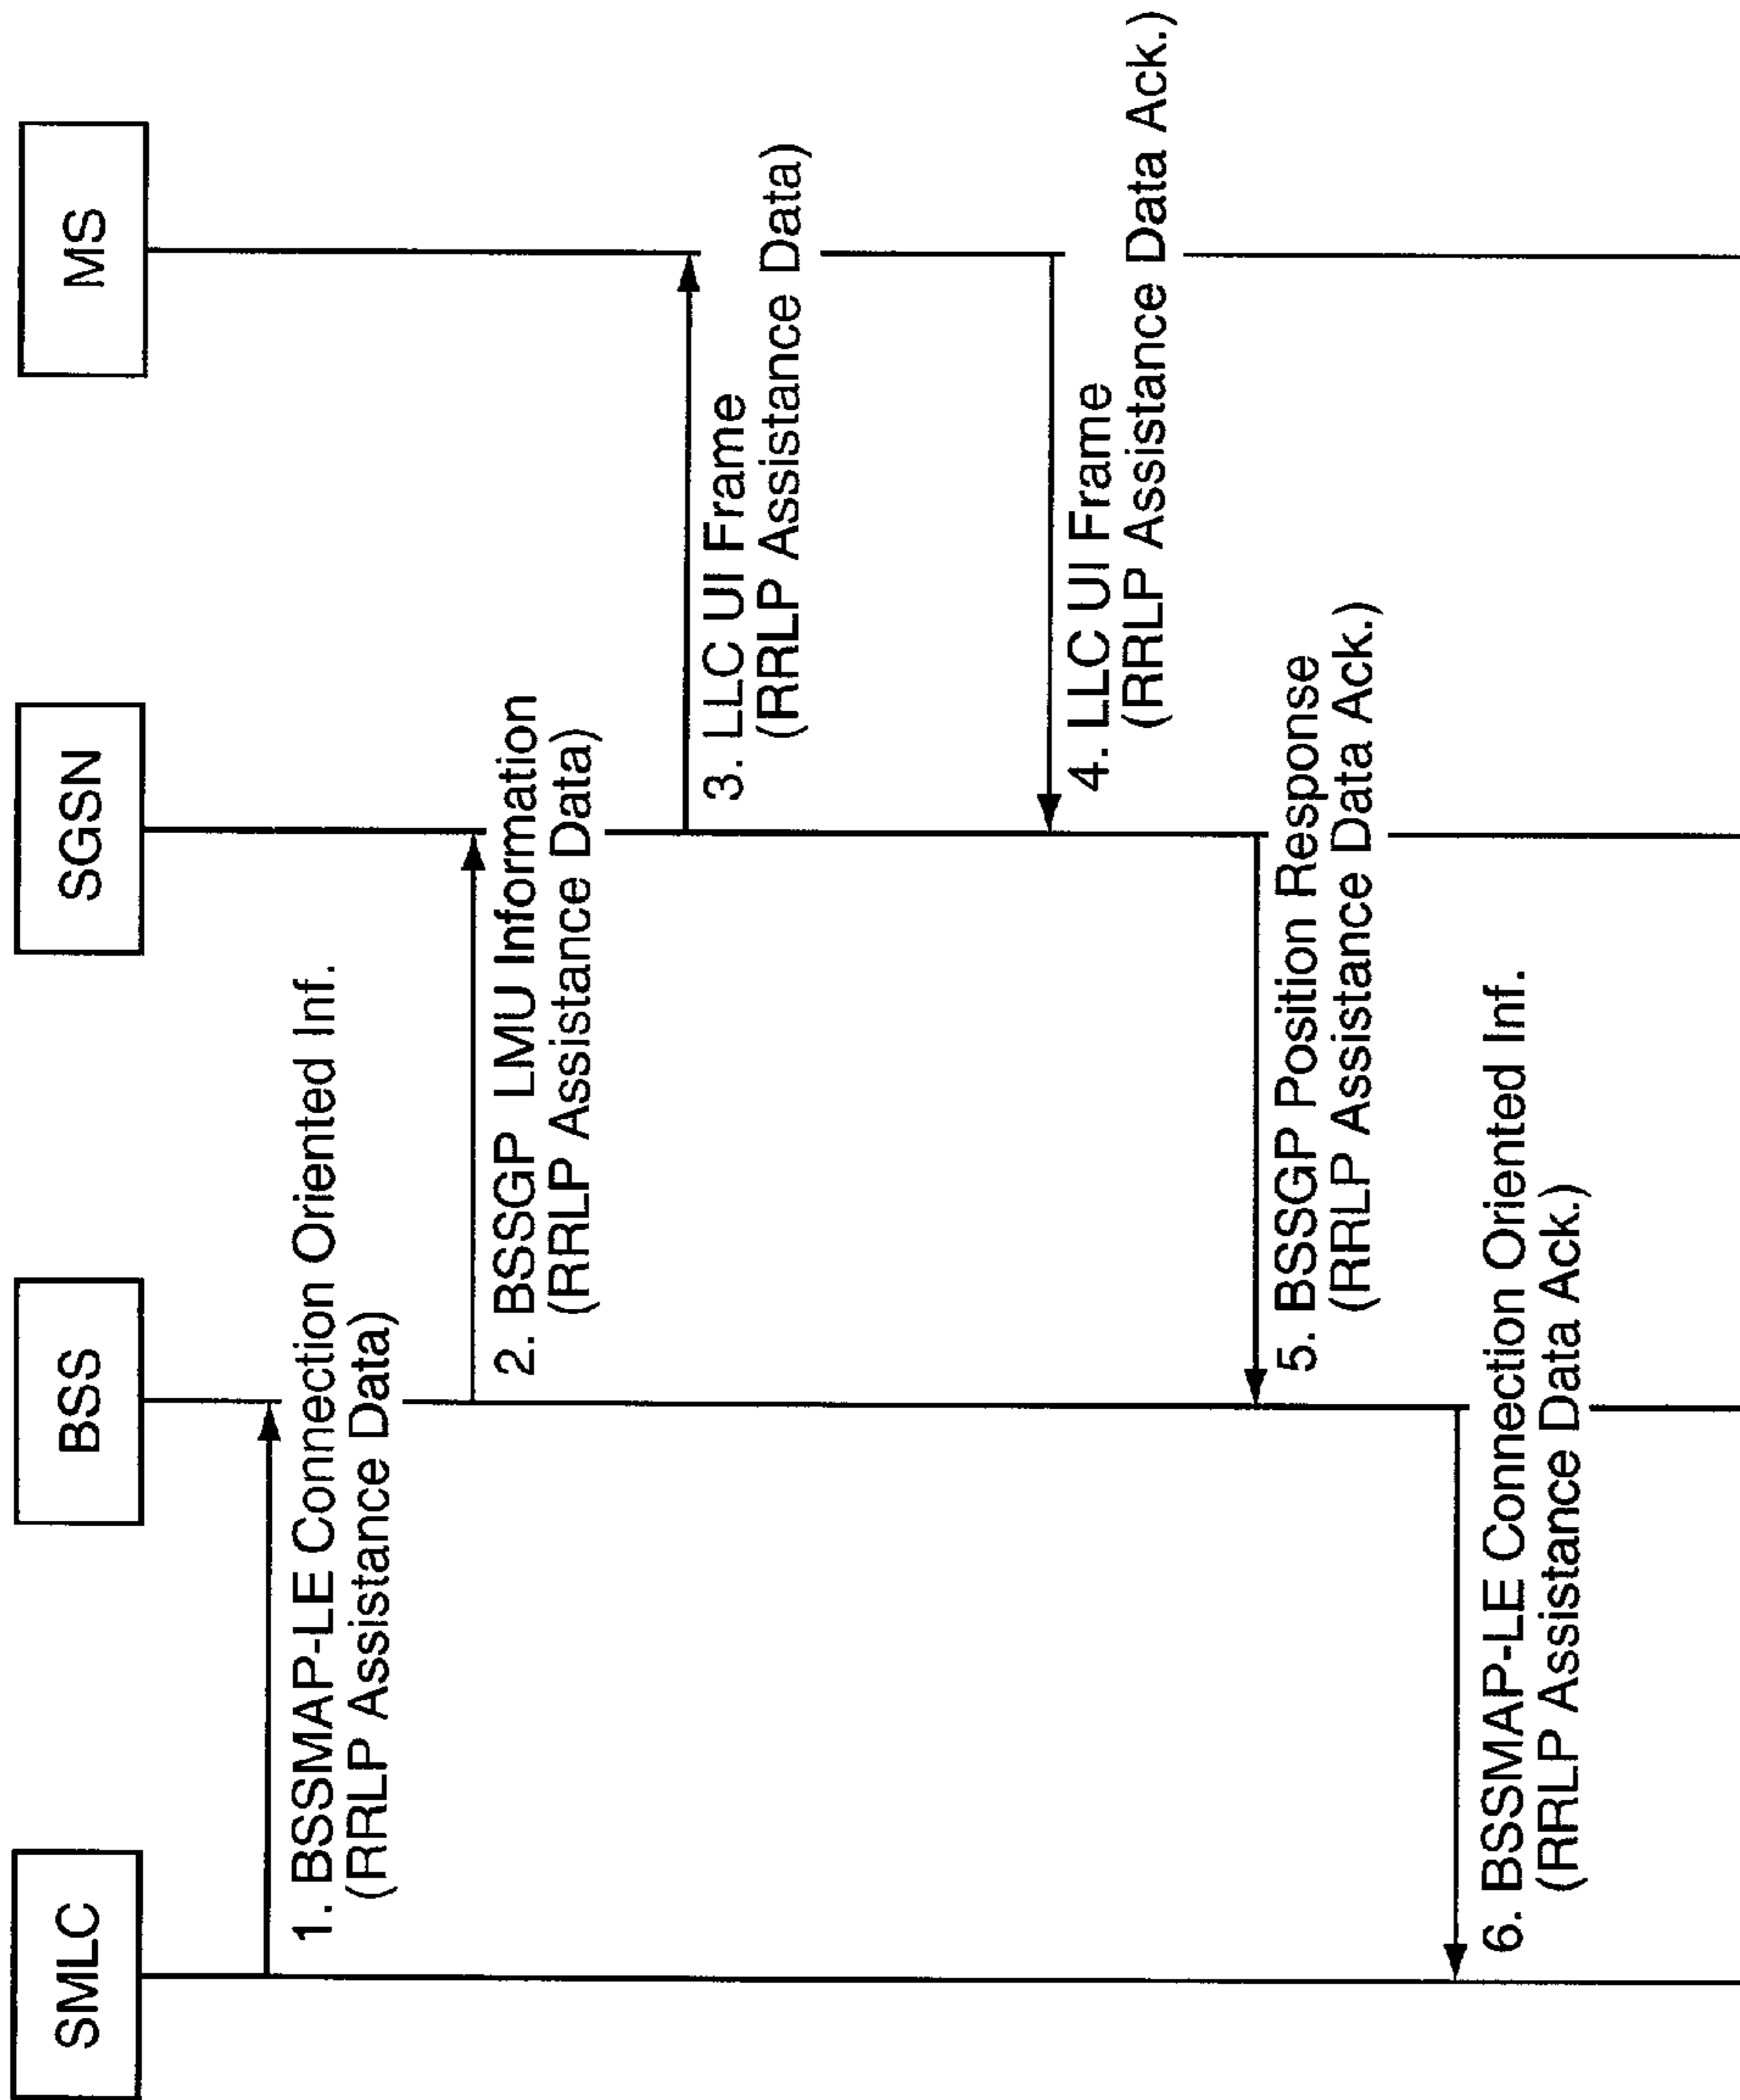 SMLC
BSS
SGSN
MS
1. BSSMAP-LE Connection Oriented Inf.
(RRLP Assistance Data)
2. BSSGP LMU Information
(RRLP Assistance Data)
3. LLC UI Frame
(RRLP Assistance Data)
4. LLC UI Frame
(RRLP Assistance Data Ack.)
5. BSSGP Position Response
(RRLP Assistance Data Ack.)
6. BSSMAP-LE Connection Oriented Inf.
(RRLP Assistance Data Ack.)